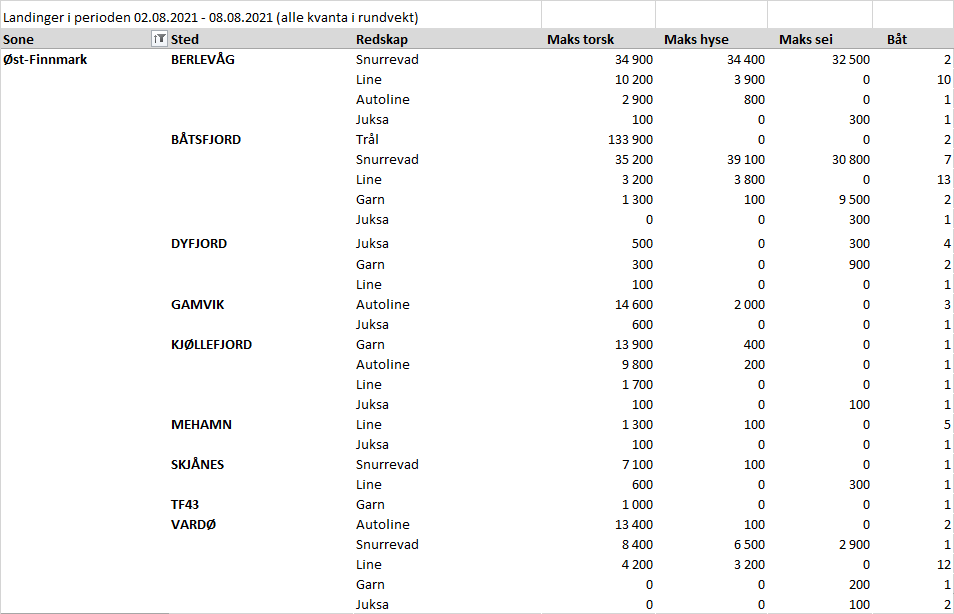 Landinger i perioden 02.08.2021 - 08.08.2021 (alle kvanta i rundvekt)
Sone Sted Redskap Maks torsk Maks hyse Maks sei Båt
Øst-Finnmark BERLEVÅG Snurrevad 34 900 34 400 32 500 2
Line 10 200 3 900 0 10
Autoline 2 900 800 0 1
Juksa 100 0 300 1
BÅTSFJORD Trål 133 900 0 0 2
Snurrevad 35 200 39 100 30 800 7
Line 3 200 3 800 0 13
Garn 1 300 100 9 500 2
Juksa 0 0 300 1
DYFJORD Juksa 500 0 300 4
Garn 300 0 900 2
Line 100 0 0 1
GAMVIK Autoline 14 600 2 000 0 3
Juksa 600 0 0 1
KJØLLEFJORD Garn 13 900 400 0 1
Autoline 9 800 200 0 1
Line 1 700 0 0 1
Juksa 100 0 100 1
MEHAMN Line 1 300 100 0 5
Juksa 100 0 0 1
SKJÅNES Snurrevad 7 100 100 0 1
Line 600 0 300 1
TF43 Garn 1 000 0 0 1
VARDØ Autoline 13 400 100 0 2
Snurrevad 8 400 6 500 2 900 1
Line 4 200 3 200 0 12
Garn 0 0 200 1
Juksa 0 0 100 2